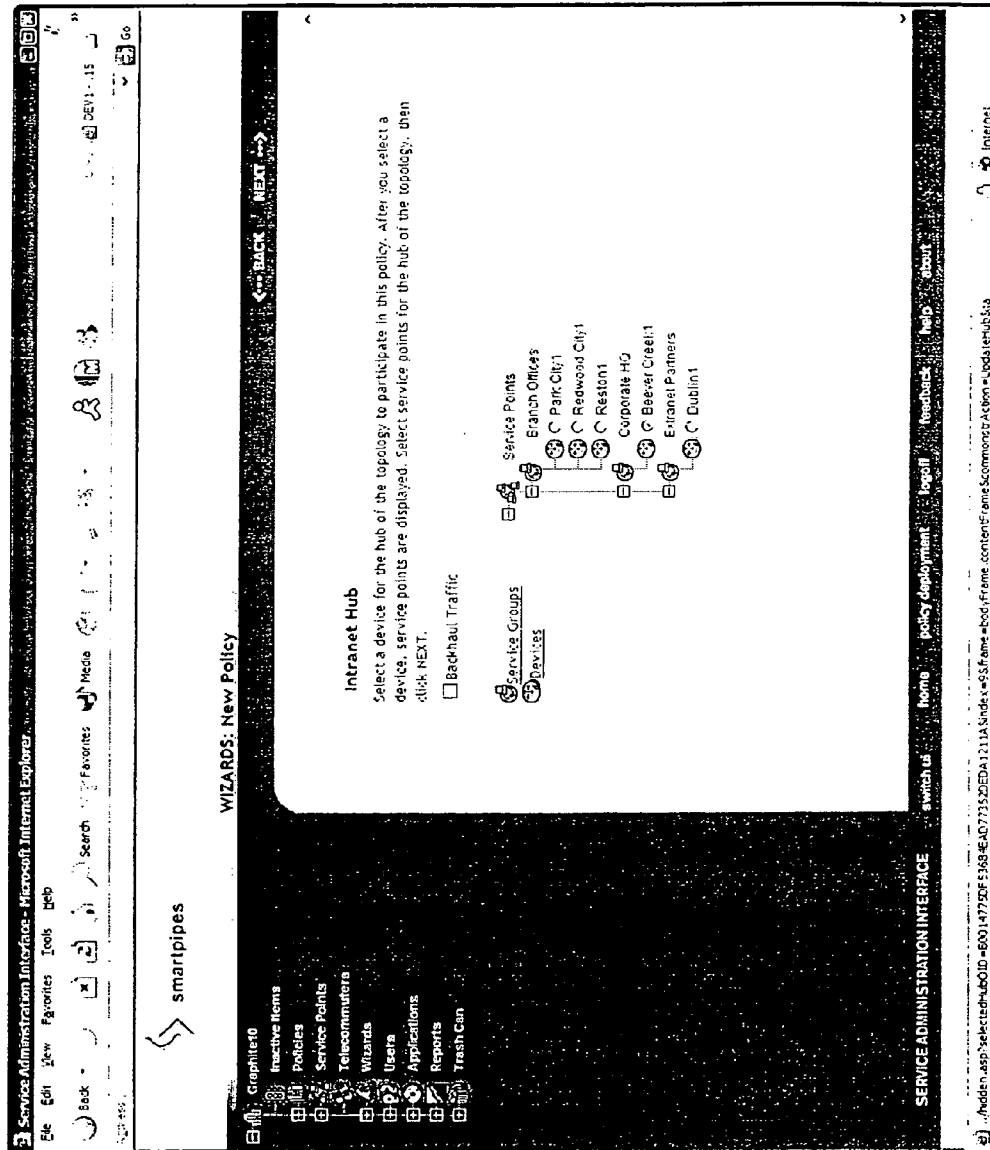 Service Administration Interface - Microsoft Internet Explorer
File Edit View Favorites Tools Help
Back Search Favorites Media
DEV1-.15
Address
Go
smartpipes
WIZARDS: New Policy
<--- BACK NEXT --->
Graphite10
Inactive Items
Policies
Service Points
Telecommuters
Wizards
Users
Applications
Reports
Trash Can
Intranet Hub
Select a device for the hub of the topology to participate in this policy. After you select a
device, service points are displayed. Select service points for the hub of the topology, then
click NEXT.
Backhaul Traffic
Service Groups
Devices
Service Points
Branch Offices
Park City1
Redwood City1
Reston1
Corporate HQ
Beever Creek1
Extranet Partners
Dublin1
SERVICE ADMINISTRATION INTERFACE
switch us home policy deployment logoff feedback help about
Internet